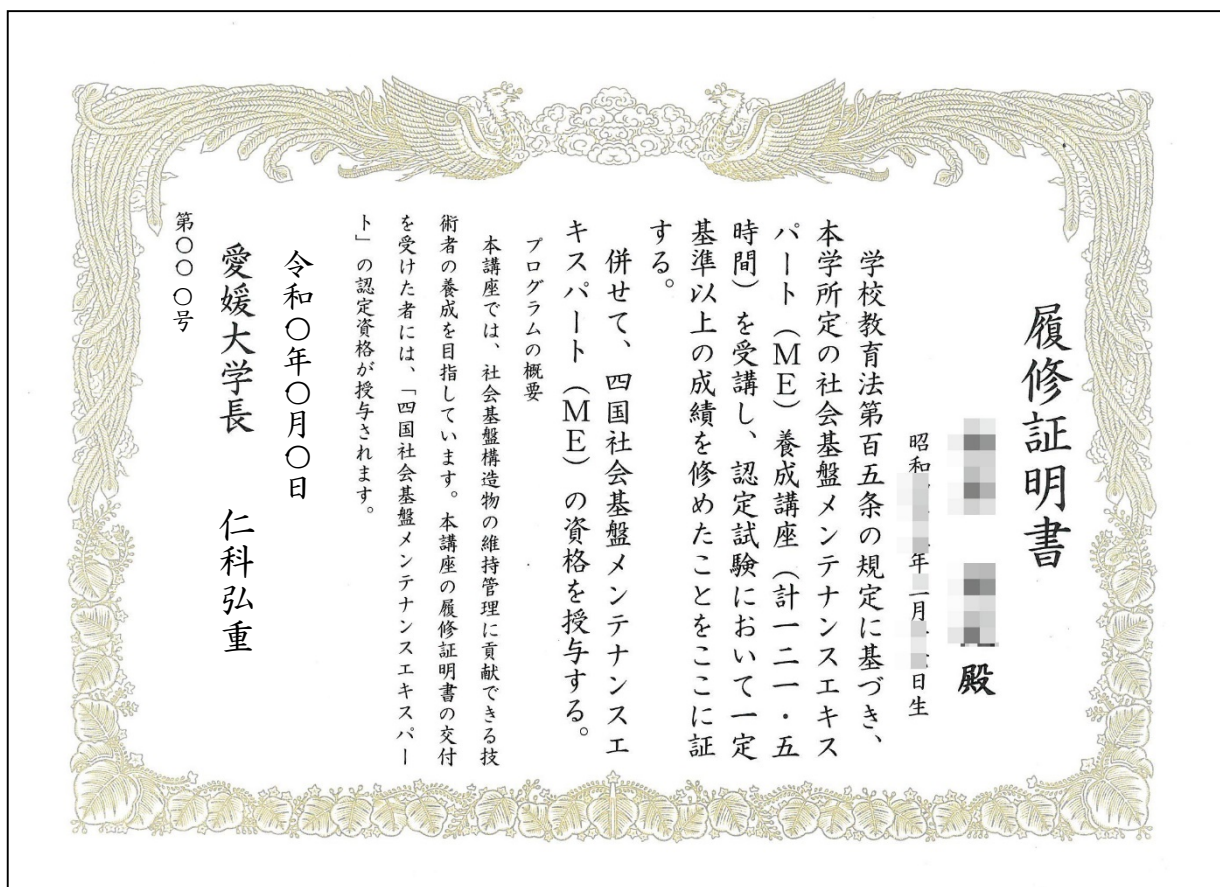 履修証明書
殿
昭和 年 月 日生
学校教育法第百五条の規定に基づき、
本学所定の社会基盤メンテナンスエキス
パート（ＭＥ）養成講座（計一二一・五
時間）を受講し、認定試験において一定
基準以上の成績を修めたことをここに証
する。
併せて、四国社会基盤メンテナンスエ
キスパート（ＭＥ）の資格を授与する。
プログラムの概要
本講座では、社会基盤構造物の維持管理に貢献できる技
術者の養成を目指しています。本講座の履修証明書の交付
を受けた者には、「四国社会基盤メンテナンスエキスパー
ト」の認定資格が授与されます。
令和〇年〇月〇日
愛媛大学長 仁科弘重
第〇〇〇号